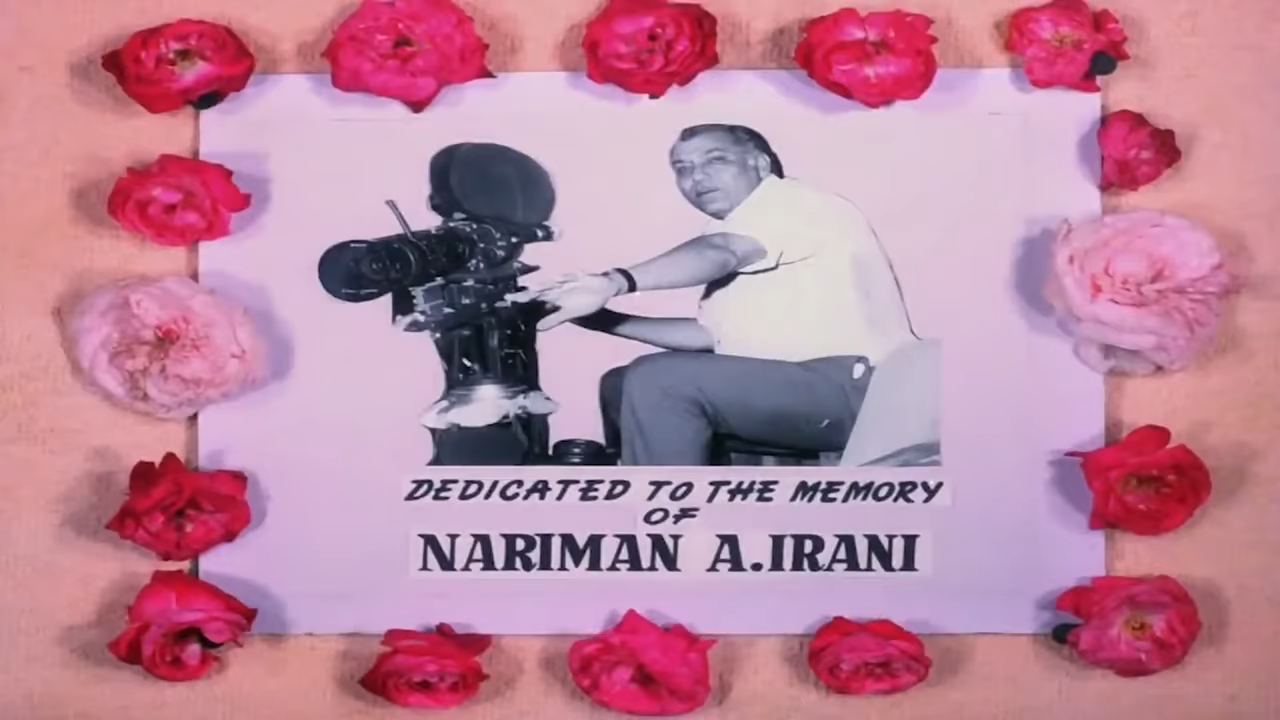 DEDICATED TO THE MEMORY
OF
NARIMAN A.IRANI